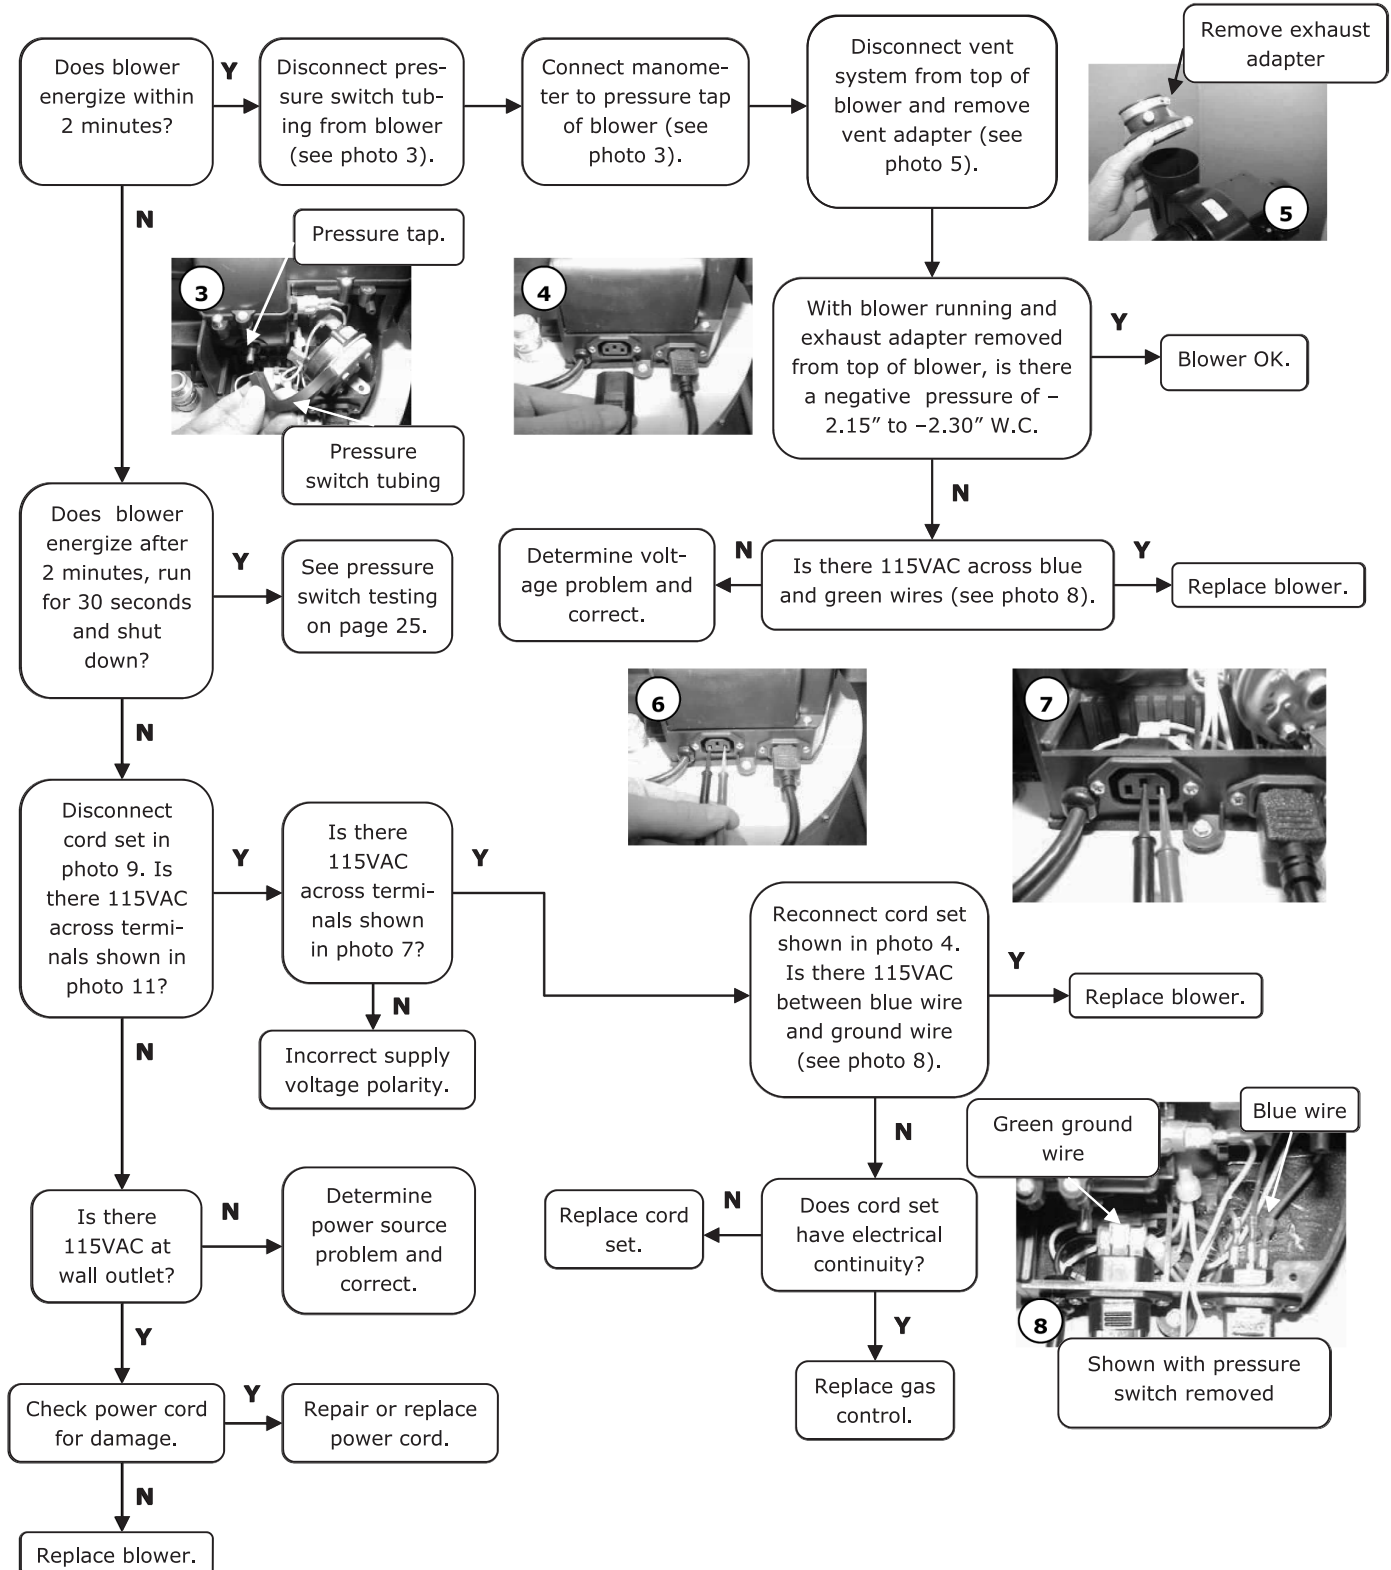 Does blower
energize within
2 minutes?
Y
Disconnect pres-
sure switch tub-
ing from blower
(see photo 3).
Connect manome-
ter to pressure tap
of blower (see
photo 3).
Disconnect vent
system from top of
blower and remove
vent adapter (see
photo 5).
Remove exhaust
adapter
5
N
Pressure tap.
3
Pressure
switch tubing
4
With blower running and
exhaust adapter removed
from top of blower, is there
a negative pressure of –
2.15” to –2.30” W.C.
Y
Blower OK.
N
Does blower
energize after
2 minutes, run
for 30 seconds
and shut
down?
Y
See pressure
switch testing
on page 25.
Determine volt-
age problem and
correct.
N
Is there 115VAC across blue
and green wires (see photo 8).
Y
Replace blower.
6
7
N
Disconnect
cord set in
photo 9. Is
there 115VAC
across termi-
nals shown in
photo 11?
Y
Is there
115VAC
across termi-
nals shown
in photo 7?
Y
Reconnect cord set
shown in photo 4.
Is there 115VAC
between blue wire
and ground wire
(see photo 8).
Y
Replace blower.
N
Incorrect supply
voltage polarity.
N
N
Green ground
wire
Blue wire
8
Shown with pressure
switch removed
Is there
115VAC at
wall outlet?
N
Determine
power source
problem and
correct.
Replace cord
set.
N
Does cord set
have electrical
continuity?
Y
Y
Replace gas
control.
Check power cord
for damage.
Y
Repair or replace
power cord.
N
Replace blower.